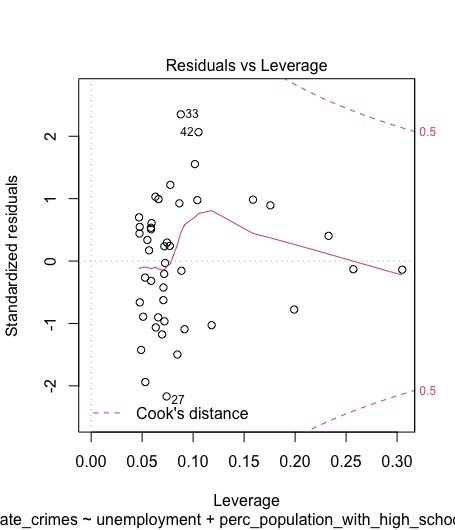 Residuals vs Leverage
33
42
0.5
2
1
0
-1
-2
Standardized residuals
0.5
27
Cook's distance
0.00 0.05 0.10 0.15 0.20 0.25 0.30
Leverage
ate_crimes ~ unemployment + perc_population_with_high_scho